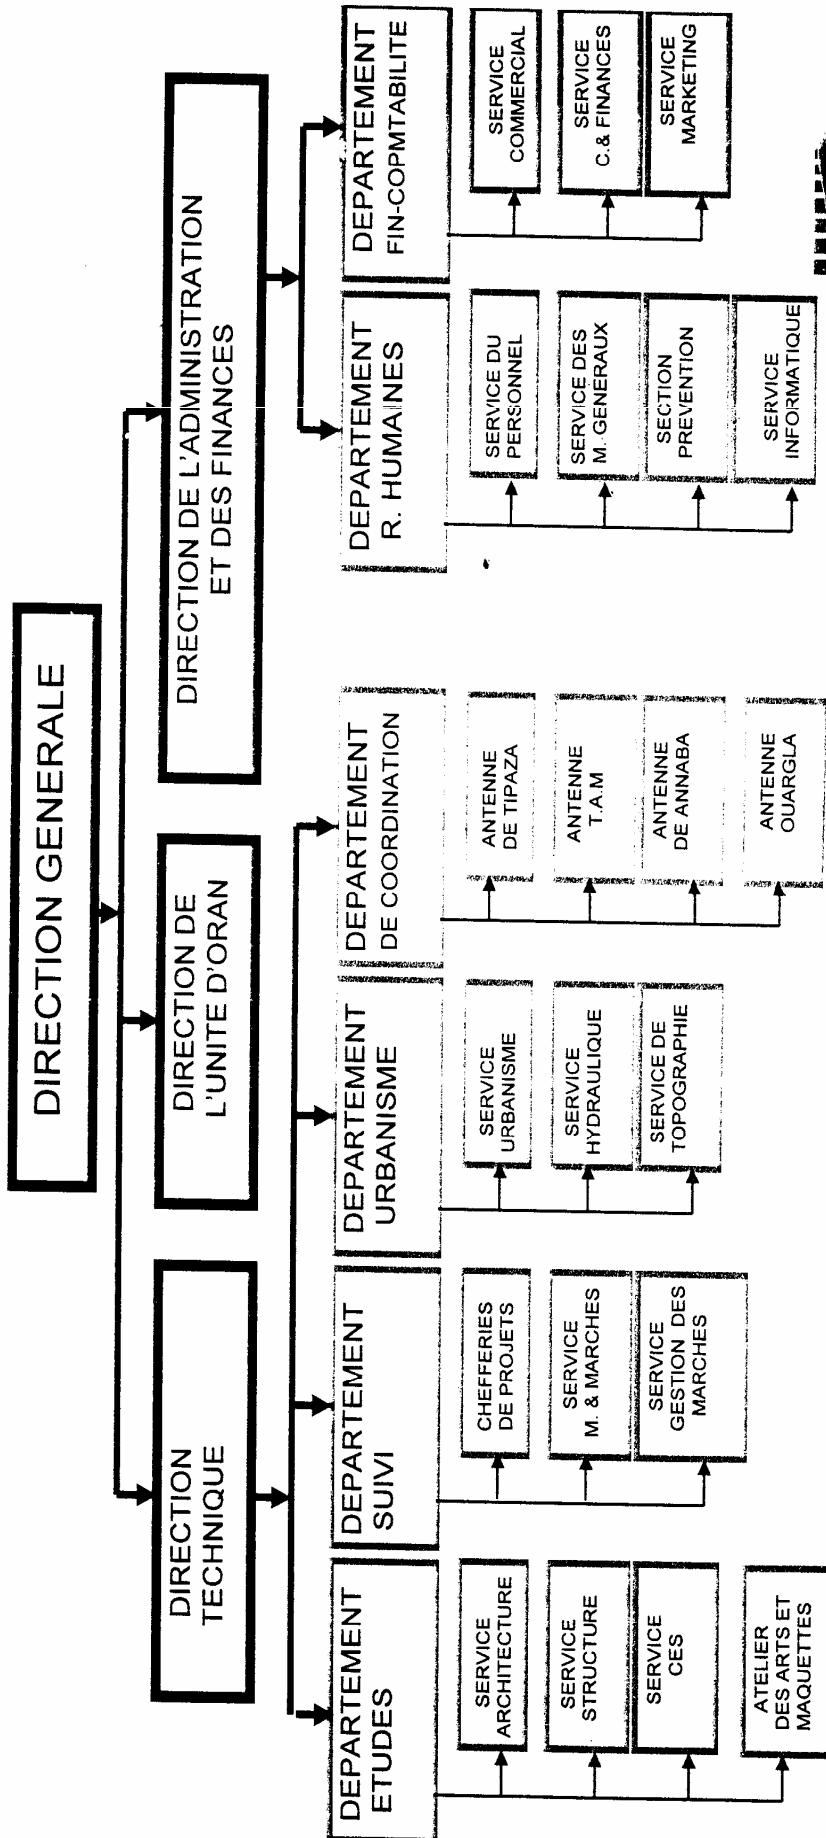 DIRECTION GENERALE
DIRECTION
TECHNIQUE
DIRECTION DE
L'UNITE D'ORAN
DIRECTION DE L'ADMINISTRATION
ET DES FINANCES
DEPARTEMENT
ETUDES
DEPARTEMENT
SUIVI
DEPARTEMENT
URBANISME
DEPARTEMENT
DE COORDINATION
DEPARTEMENT
R. HUMAINES
DEPARTEMENT
FIN-COPMTABILITE
SERVICE
ARCHITECTURE
SERVICE
STRUCTURE
SERVICE
CES
ATELIER
DES ARTS ET
MAQUETTES
CHEFFERIES
DE PROJETS
SERVICE
M. & MARCHES
SERVICE
GESTION DES
MARCHES
SERVICE
URBANISME
SERVICE
HYDRAULIQUE
SERVICE DE
TOPOGRAPHIE
ANTENNE
DE TIPAZA
ANTENNE
T.A.M
ANTENNE
DE ANNABA
ANTENNE
OUARGLA
SERVICE DU
PERSONNEL
SERVICE DES
M. GENERAUX
SECTION
PREVENTION
SERVICE
INFORMATIQUE
SERVICE
COMMERCIAL
SERVICE
C.& FINANCES
SERVICE
MARKETING